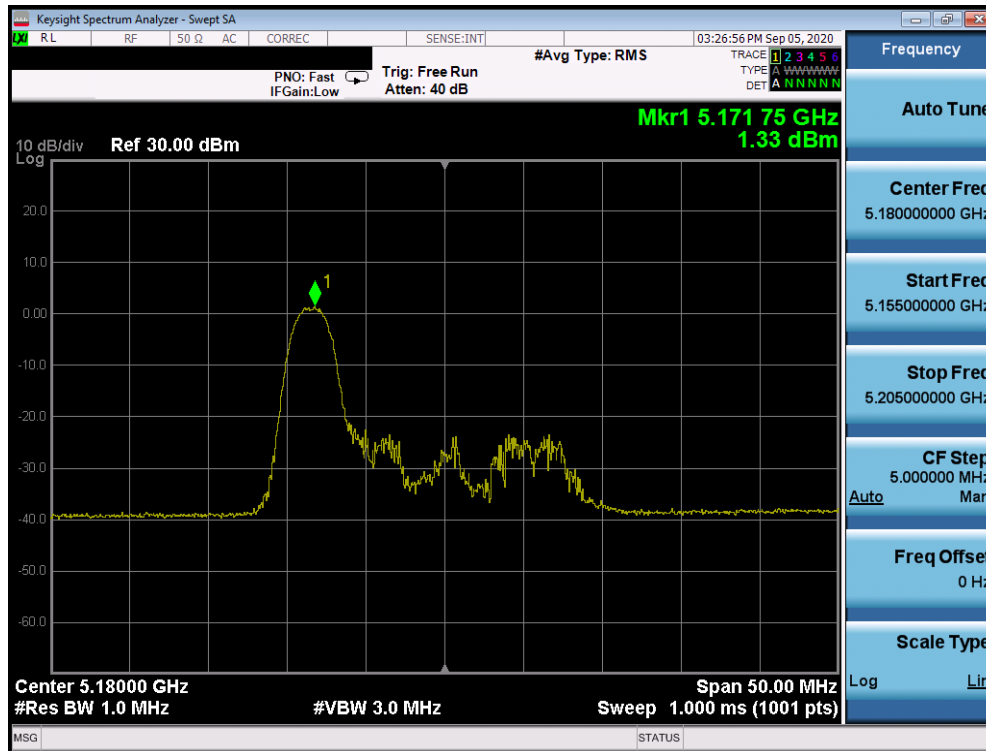 Keysight Spectrum Analyzer - Swept SA
LXI RL RF 50 Ω AC CORREC SENSE:INT 03:26:56 PM Sep 05, 2020
#Avg Type: RMS TRACE 1 2 3 4 5 6
PNO: Fast Trig: Free Run TYPE A WWWWW
IFGain:Low Atten: 40 dB DET A N N N N N
Mkr1 5.171 75 GHz
1.33 dBm
10 dB/div Ref 30.00 dBm
Log
20.0
10.0
1
0.00
-10.0
-20.0
-30.0
-40.0
-50.0
-60.0
Center 5.18000 GHz Span 50.00 MHz
#Res BW 1.0 MHz #VBW 3.0 MHz Sweep 1.000 ms (1001 pts)
MSG STATUS
Frequency
Auto Tune
Center Freq
5.180000000 GHz
Start Freq
5.155000000 GHz
Stop Freq
5.205000000 GHz
CF Step
5.000000 MHz
Auto Man
Freq Offset
0 Hz
Scale Type
Log Lin